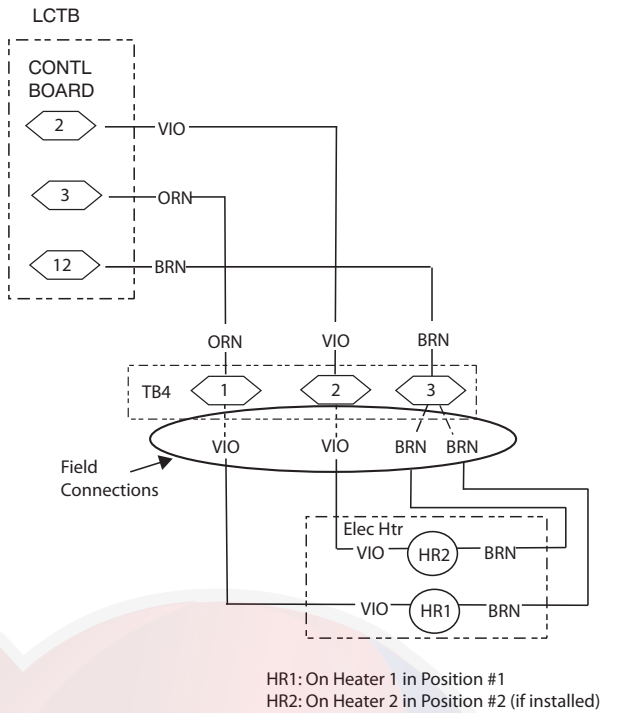 LCTB
CONTL
BOARD
2
VIO
3
ORN
12
BRN
ORN
VIO
BRN
TB4
1
2
3
VIO
VIO
BRN
BRN
Field
Connections
Elec Htr
VIO
HR2
BRN
VIO
HR1
BRN
HR1: On Heater 1 in Position #1
HR2: On Heater 2 in Position #2 (if installed)